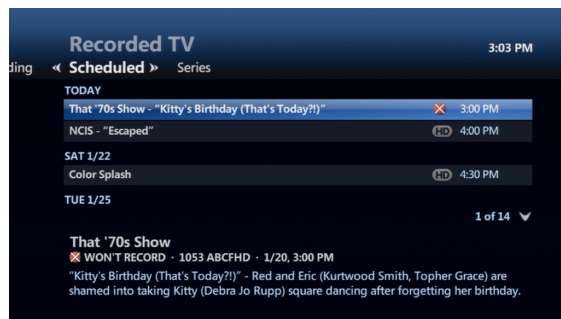 Recorded TV
3:03 PM
ding « Scheduled » Series
TODAY
That '70s Show - "Kitty's Birthday (That's Today?!)" 3:00 PM
NCIS - "Escaped" HD 4:00 PM
SAT 1/22
Color Splash HD 4:30 PM
TUE 1/25
1 of 14
That '70s Show
WON'T RECORD · 1053 ABCFHD · 1/20, 3:00 PM
"Kitty's Birthday (That's Today?!)" - Red and Eric (Kurtwood Smith, Topher Grace) are
shamed into taking Kitty (Debra Jo Rupp) square dancing after forgetting her birthday.